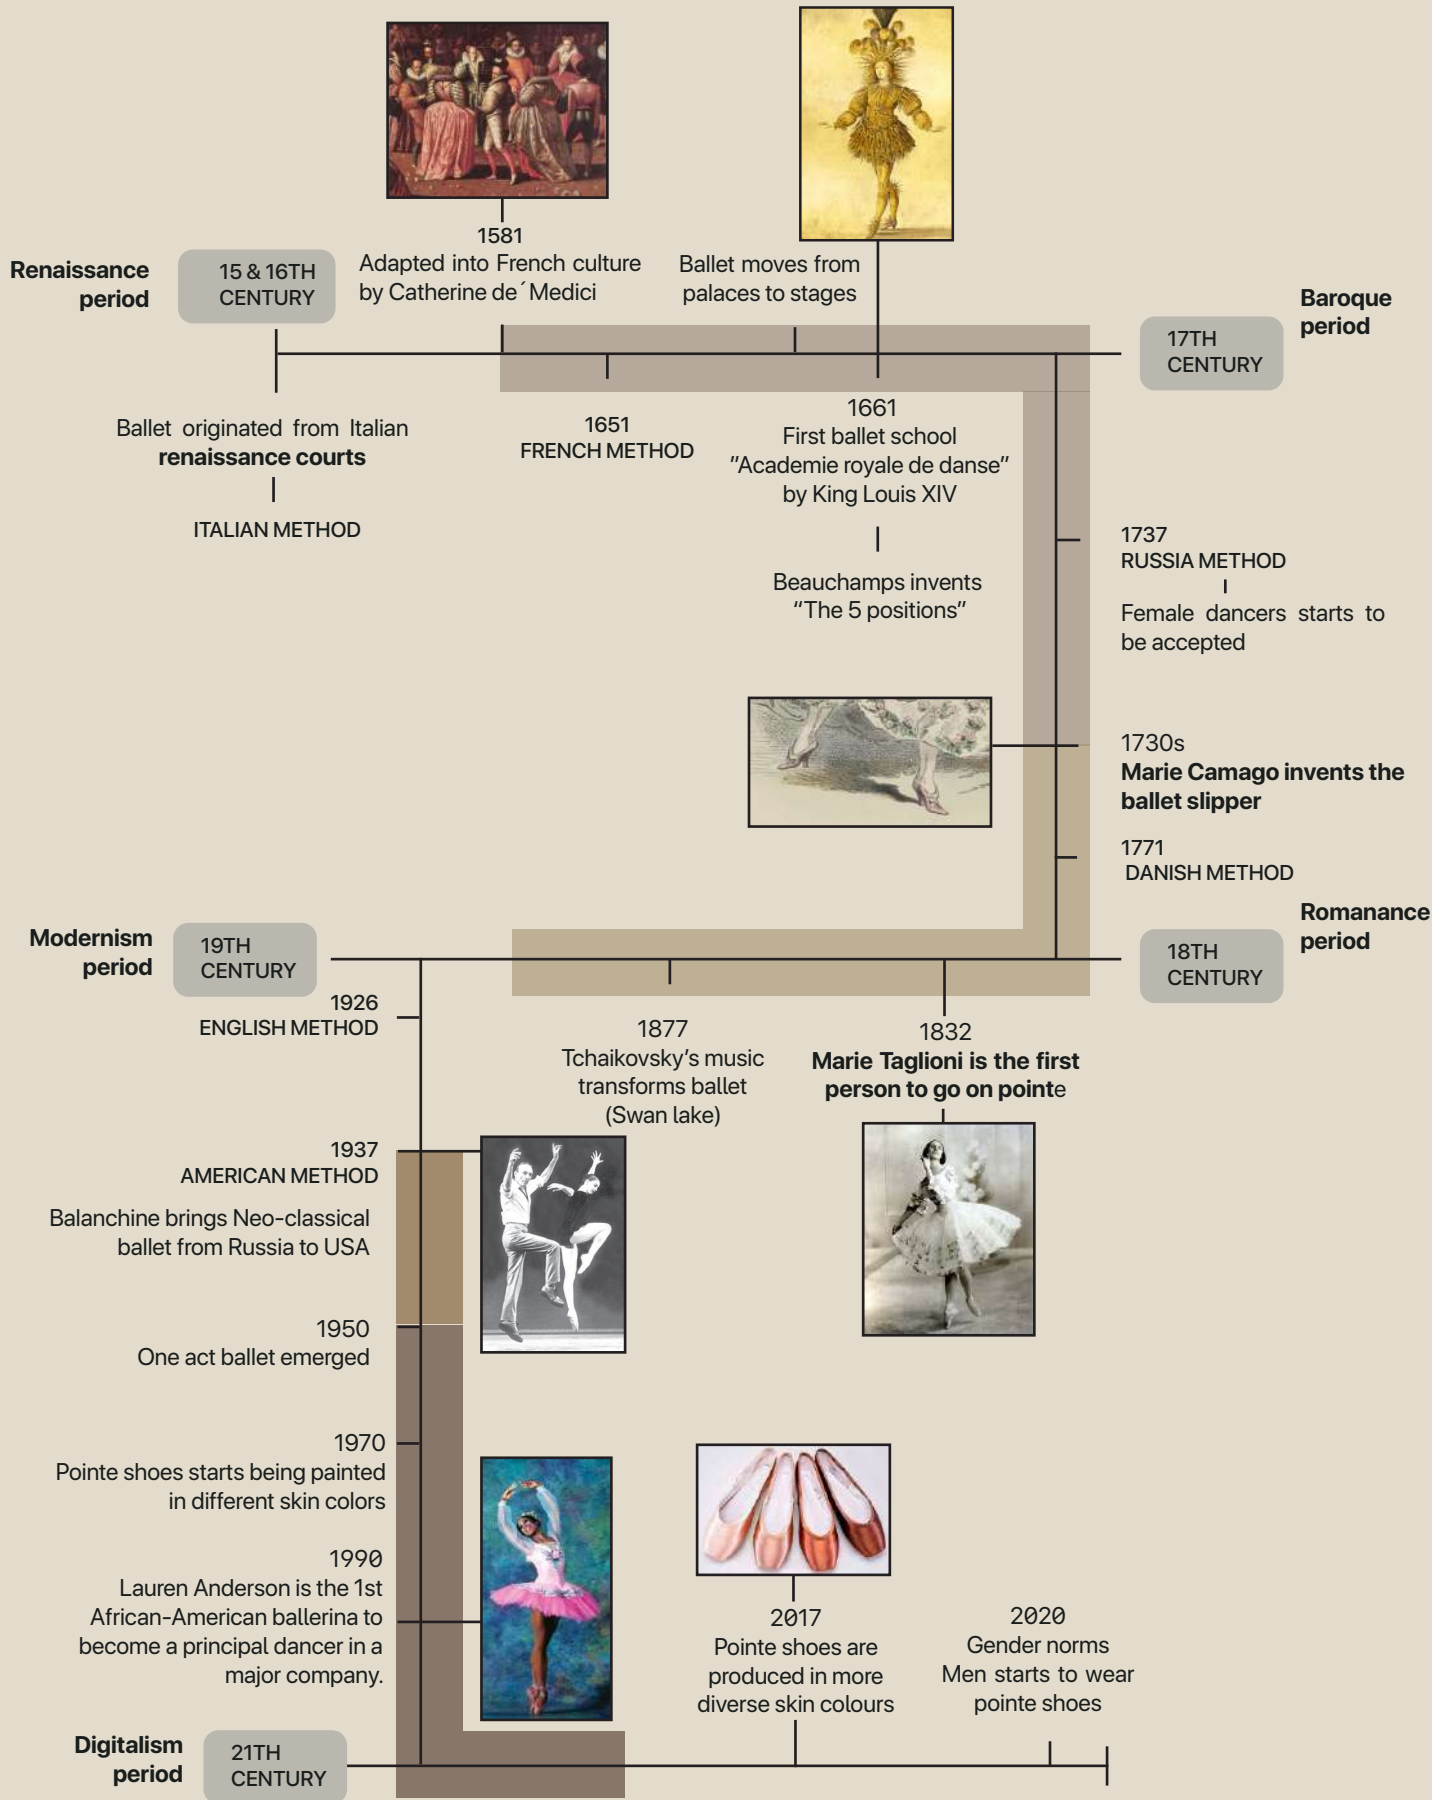 Renaissance
period
15 & 16TH
CENTURY
1581
Adapted into French culture
by Catherine de´Medici
Ballet moves from
palaces to stages
Baroque
period
17TH
CENTURY
Ballet originated from Italian
renaissance courts
ITALIAN METHOD
1651
FRENCH METHOD
1661
First ballet school
”Academie royale de danse”
by King Louis XIV
Beauchamps invents
“The 5 positions”
1737
RUSSIA METHOD
Female dancers starts to
be accepted
1730s
Marie Camago invents the
ballet slipper
1771
DANISH METHOD
Romanance
period
18TH
CENTURY
Modernism
period
19TH
CENTURY
1832
Marie Taglioni is the first
person to go on pointe
1877
Tchaikovsky’s music
transforms ballet
(Swan lake)
1926
ENGLISH METHOD
1937
AMERICAN METHOD
Balanchine brings Neo-classical
ballet from Russia to USA
1950
One act ballet emerged
1970
Pointe shoes starts being painted
in different skin colors
1990
Lauren Anderson is the 1st
African-American ballerina to
become a principal dancer in a
major company.
Digitalism
period
21TH
CENTURY
2017
Pointe shoes are
produced in more
diverse skin colours
2020
Gender norms
Men starts to wear
pointe shoes